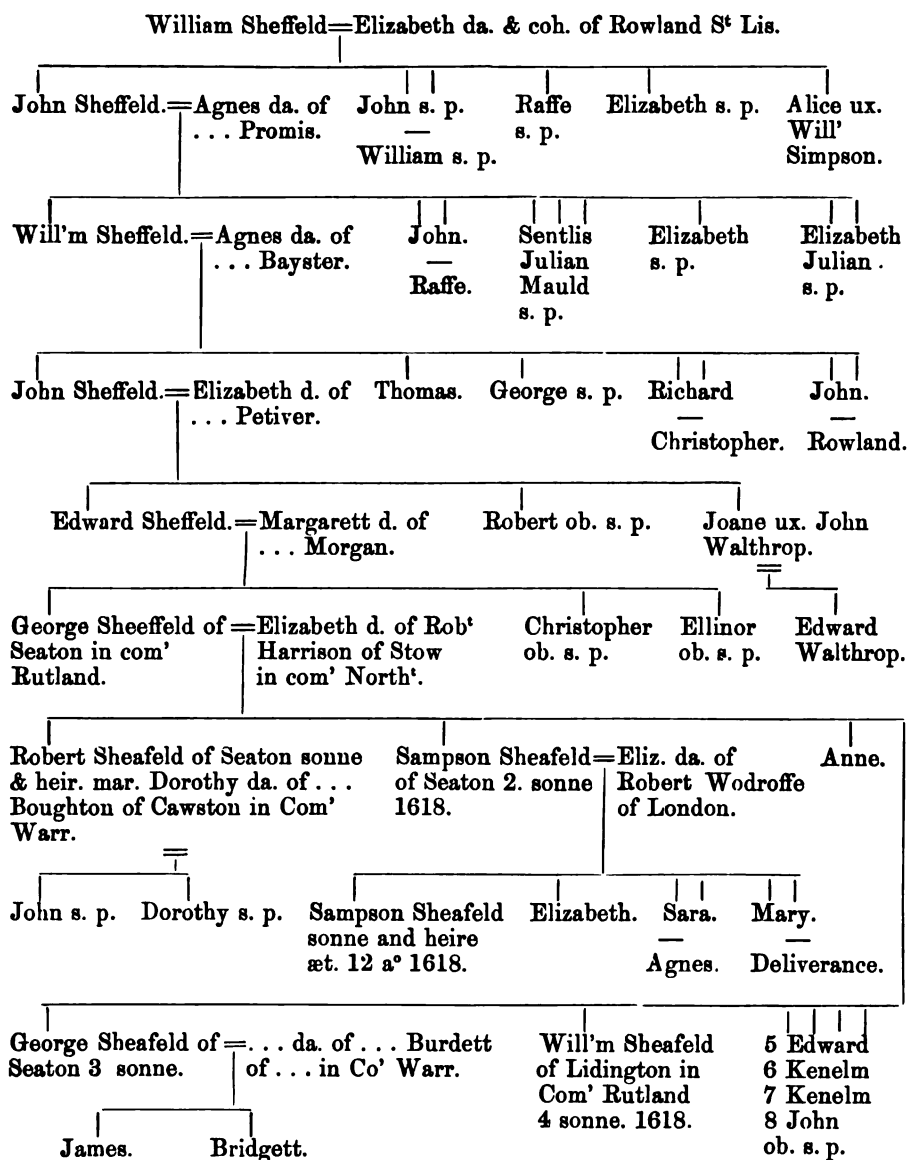 William Sheffeld=Elizabeth da. & coh. of Rowland Sᵗ Lis.
John Sheffeld.=Agnes da. of
. . . Promis.
John s. p.
—
William s. p.
Raffe
s. p.
Elizabeth s. p.
Alice ux.
Will'
Simpson.
Will'm Sheffeld.=Agnes da. of
. . . Bayster.
John.
—
Raffe.
Sentlis
Julian
Mauld
s. p.
Elizabeth
s. p.
Elizabeth
Julian .
s. p.
John Sheffeld.=Elizabeth d. of
. . . Petiver.
Thomas.
George s. p.
Richard
—
Christopher.
John.
—
Rowland.
Edward Sheffeld.=Margarett d. of
. . . Morgan.
Robert ob. s. p.
Joane ux. John
Walthrop.
=
George Sheeffeld of
Seaton in com'
Rutland.
=Elizabeth d. of Robᵗ
Harrison of Stow
in com' Northᵗ.
Christopher
ob. s. p.
Ellinor
ob. s. p.
Edward
Walthrop.
Robert Sheafeld of Seaton sonne
& heir. mar. Dorothy da. of . . .
Boughton of Cawston in Com'
Warr.
=
Sampson Sheafeld
of Seaton 2. sonne
1618.
=Eliz. da. of
Robert Wodroffe
of London.
Anne.
John s. p.
Dorothy s. p.
Sampson Sheafeld
sonne and heire
æt. 12 aº 1618.
Elizabeth.
Sara.
—
Agnes.
Mary.
—
Deliverance.
George Sheafeld of
Seaton 3 sonne.
=. . . da. of . . . Burdett
of . . . in Co' Warr.
Will'm Sheafeld
of Lidington in
Com' Rutland
4 sonne. 1618.
5 Edward
6 Kenelm
7 Kenelm
8 John
ob. s. p.
James.
Bridgett.